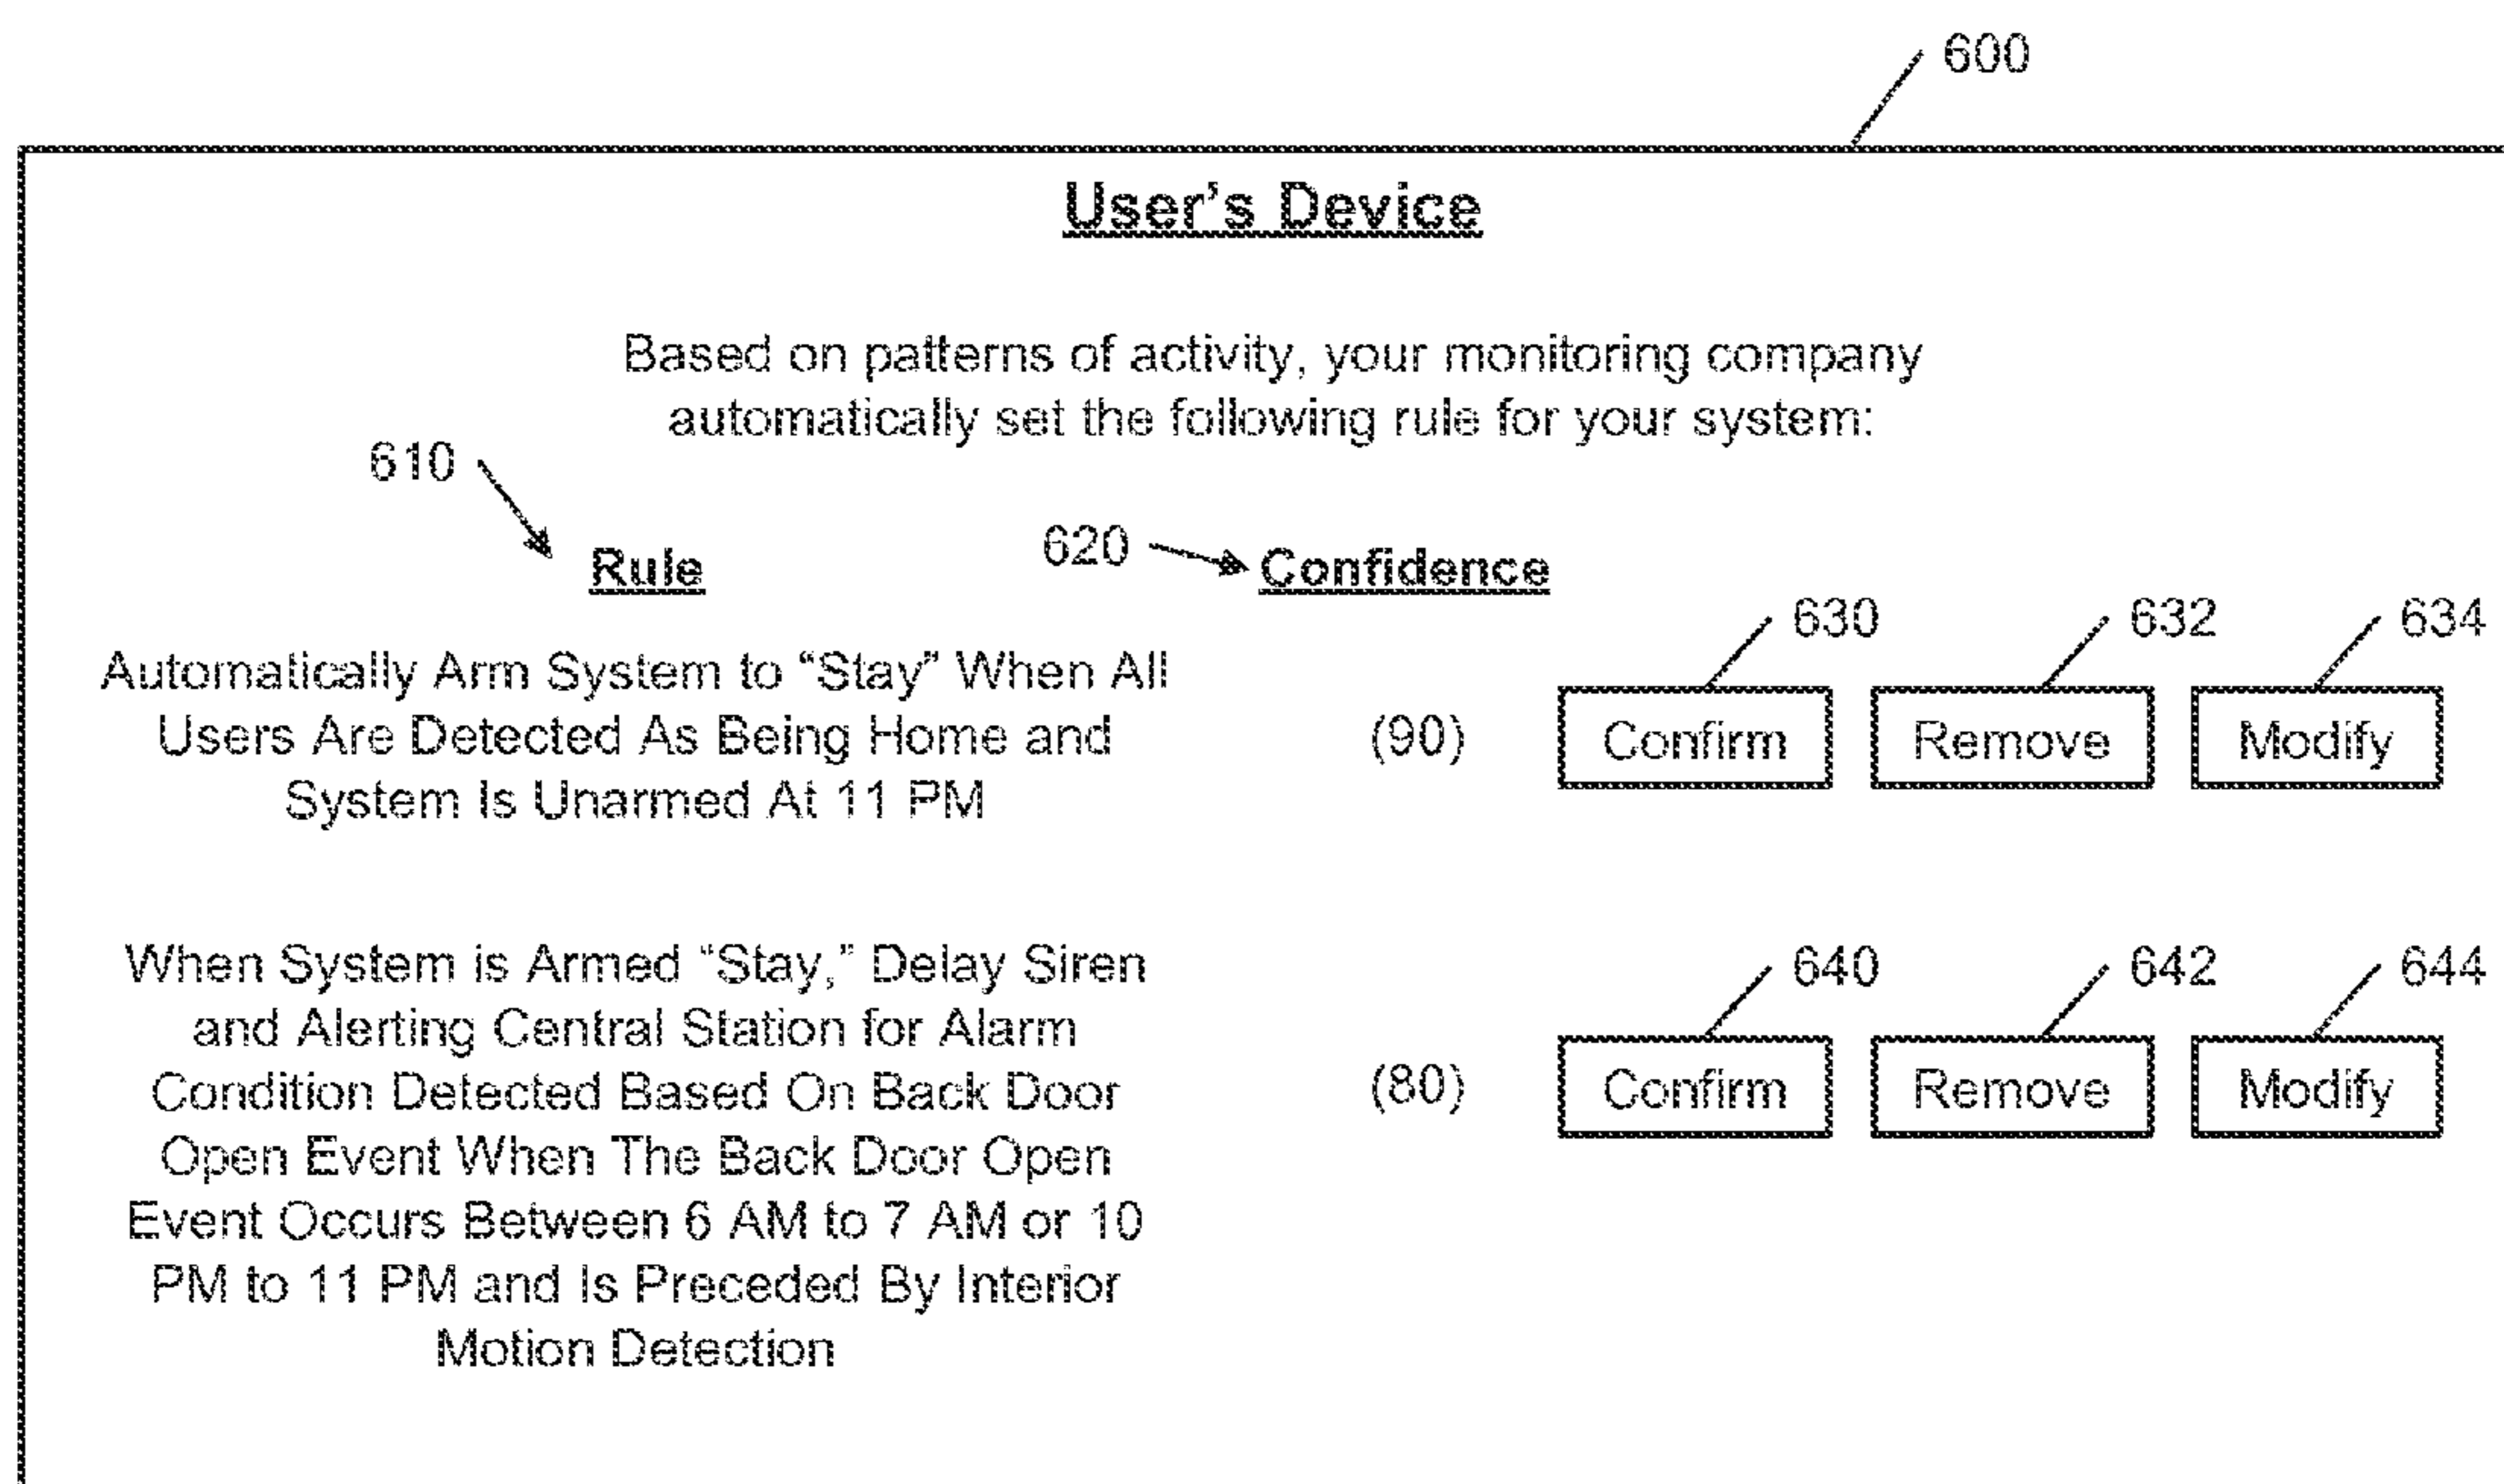 600
User's Device
Based on patterns of activity, your monitoring company
automatically set the following rule for your system:
610
620
Rule
Confidence
630
632
634
Automatically Arm System to “Stay” When All
Users Are Detected As Being Home and
System Is Unarmed At 11 PM
(90)
Confirm
Remove
Modify
When System is Armed “Stay,” Delay Siren
and Alerting Central Station for Alarm
Condition Detected Based On Back Door
Open Event When The Back Door Open
Event Occurs Between 6 AM to 7 AM or 10
PM to 11 PM and Is Preceded By Interior
Motion Detection
(80)
640
642
644
Confirm
Remove
Modify